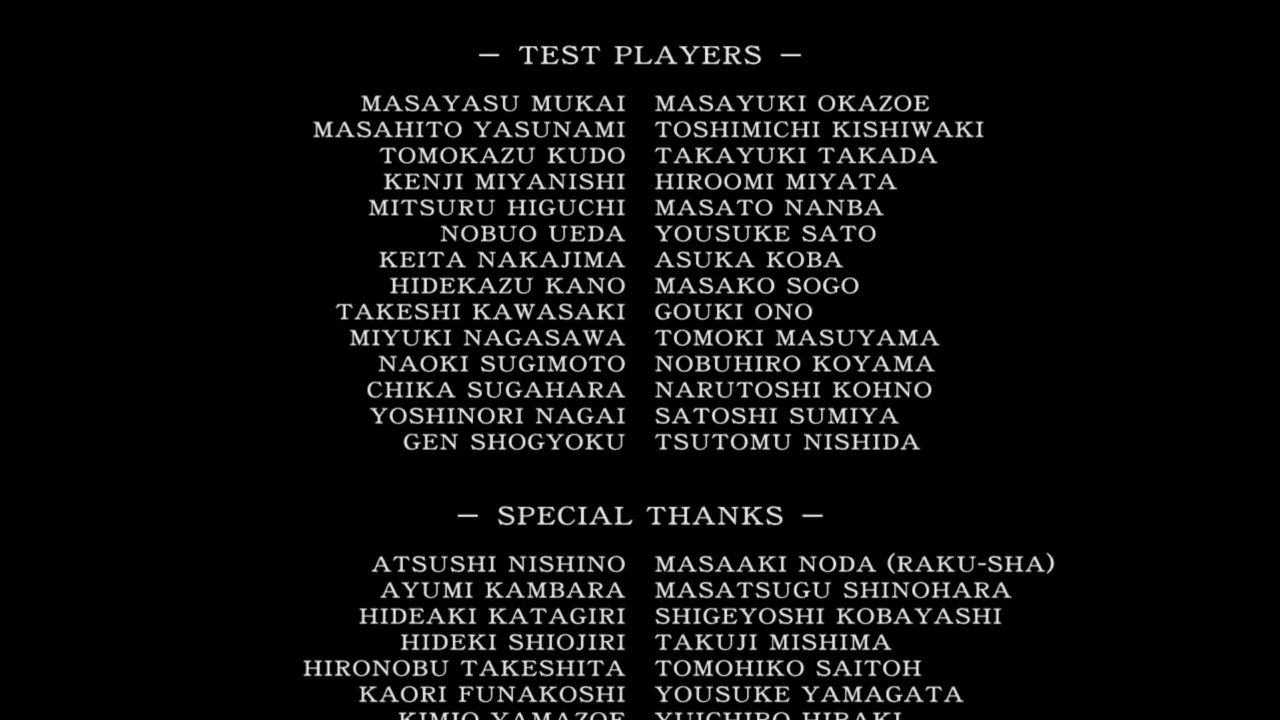 — TEST PLAYERS —
MASAYASU MUKAI MASAYUKI OKAZOE
MASAHITO YASUNAMI TOSHIMICHI KISHIWAKI
TOMOKAZU KUDO TAKAYUKI TAKADA
KENJI MIYANISHI HIROOMI MIYATA
MITSURU HIGUCHI MASATO NANBA
NOBUO UEDA YOUSUKE SATO
KEITA NAKAJIMA ASUKA KOBA
HIDEKAZU KANO MASAKO SOGO
TAKESHI KAWASAKI GOUKI ONO
MIYUKI NAGASAWA TOMOKI MASUYAMA
NAOKI SUGIMOTO NOBUHIRO KOYAMA
CHIKA SUGAHARA NARUTOSHI KOHNO
YOSHINORI NAGAI SATOSHI SUMIYA
GEN SHOGYOKU TSUTOMU NISHIDA
— SPECIAL THANKS —
ATSUSHI NISHINO MASAAKI NODA (RAKU-SHA)
AYUMI KAMBARA MASATSUGU SHINOHARA
HIDEAKI KATAGIRI SHIGEYOSHI KOBAYASHI
HIDEKI SHIOJIRI TAKUJI MISHIMA
HIRONOBU TAKESHITA TOMOHIKO SAITOH
KAORI FUNAKOSHI YOUSUKE YAMAGATA
KIMIO YAMAZOE YUICHIRO HIRAKI